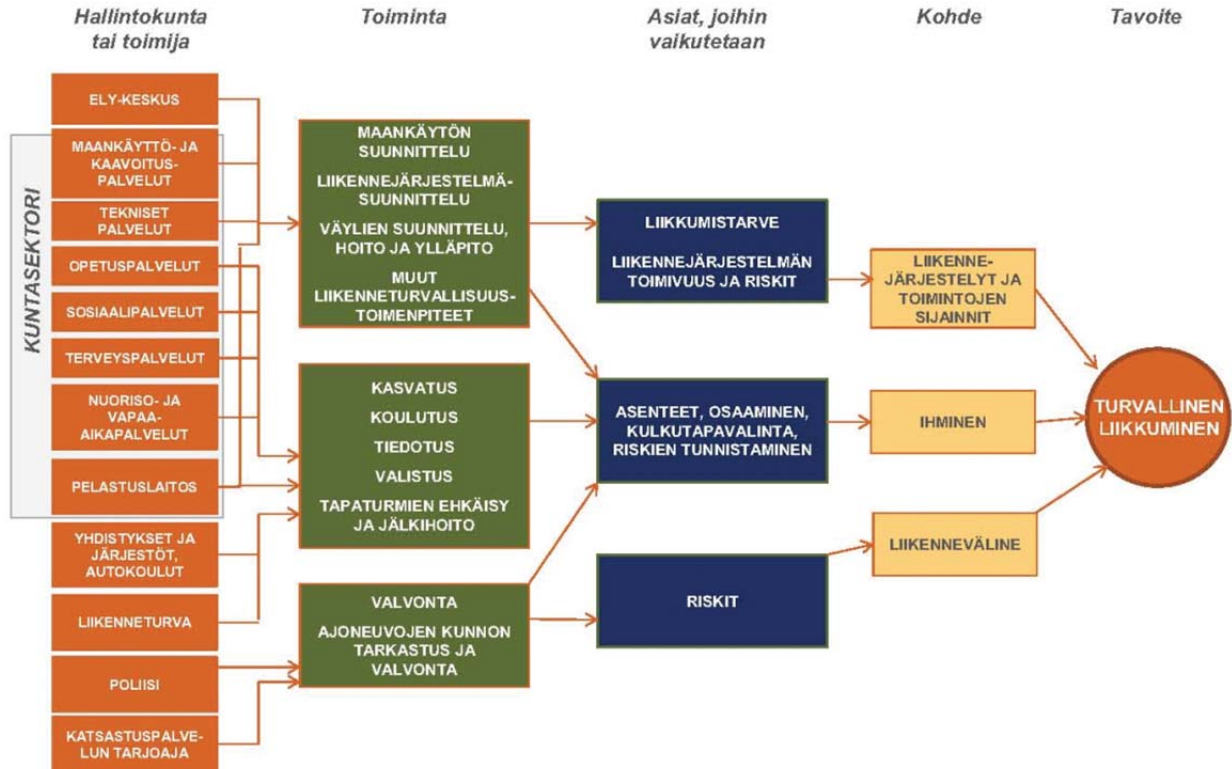 Hallintokunta
tai toimija
Toiminta
Asiat, joihin
vaikutetaan
Kohde
Tavoite
KUNTASEKTORI
ELY-KESKUS
MAANKÄYTTÖ- JA
KAAVOITUS-
PALVELUT
TEKNISET
PALVELUT
OPETUSPALVELUT
SOSIAALIPALVELUT
TERVEYSPALVELUT
NUORISO- JA
VAPAA-
AIKAPALVELUT
PELASTUSLAITOS
YHDISTYKSET JA
JÄRJESTÖT,
AUTOKOULUT
LIIKENNETURVA
POLIISI
KATSASTUSPALVE-
LUN TARJOAJA
MAANKÄYTÖN
SUUNNITTELU
LIIKENNEJÄRJESTELMÄ-
SUUNNITTELU
VÄYLIEN SUUNNITTELU,
HOITO JA YLLÄPITO
MUUT
LIIKENNETURVALLISUUS-
TOIMENPITEET
KASVATUS
KOULUTUS
TIEDOTUS
VALISTUS
TAPATURMIEN EHKÄISY
JA JÄLKIHOITO
VALVONTA
AJONEUVOJEN KUNNON
TARKASTUS JA
VALVONTA
LIIKKUMISTARVE
LIIKENNEJÄRJESTELMÄN
TOIMIVUUS JA RISKIT
ASENTEET, OSAAMINEN,
KULKUTAPAVALINTA,
RISKIEN TUNNISTAMINEN
RISKIT
LIIKENNE-
JÄRJESTELYT JA
TOIMINTOJEN
SIJAINNIT
IHMINEN
LIIKENNEVÄLINE
TURVALLINEN
LIIKKUMINEN